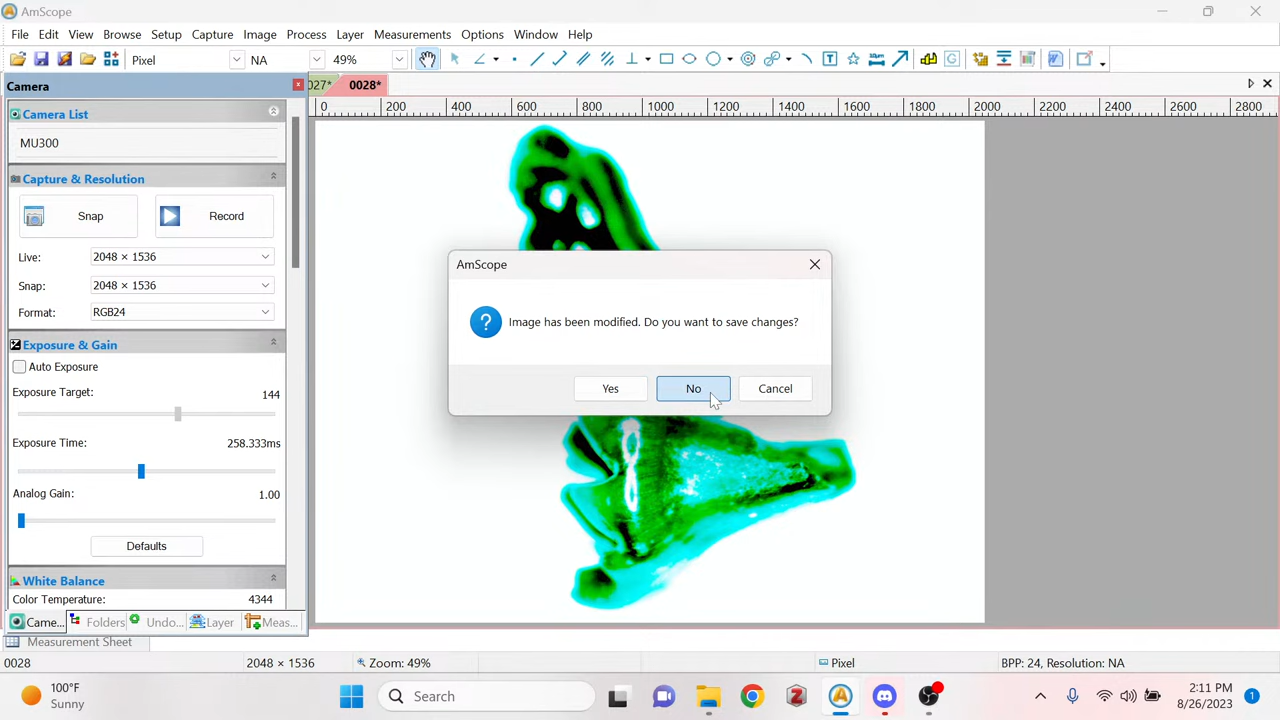 AmScope
File Edit View Browse Setup Capture Image Process Layer Measurements Options Window Help
Pixel NA 49%
Camera
027* 0028*
0 200 400 600 800 1000 1200 1400 1600 1800 2000 2200 2400 2600 2800
Camera List
MU300
Capture & Resolution
Snap Record
Live: 2048 × 1536
Snap: 2048 × 1536
Format: RGB24
Exposure & Gain
Auto Exposure
Exposure Target: 144
Exposure Time: 258.333ms
Analog Gain: 1.00
Defaults
White Balance
Color Temperature: 4344
Came... Folders Undo... Layer Meas...
AmScope
Image has been modified. Do you want to save changes?
Yes No Cancel
Measurement Sheet
0028 2048 × 1536 Zoom: 49% Pixel BPP: 24, Resolution: NA
100°F
Sunny
Search
2:11 PM
8/26/2023
1